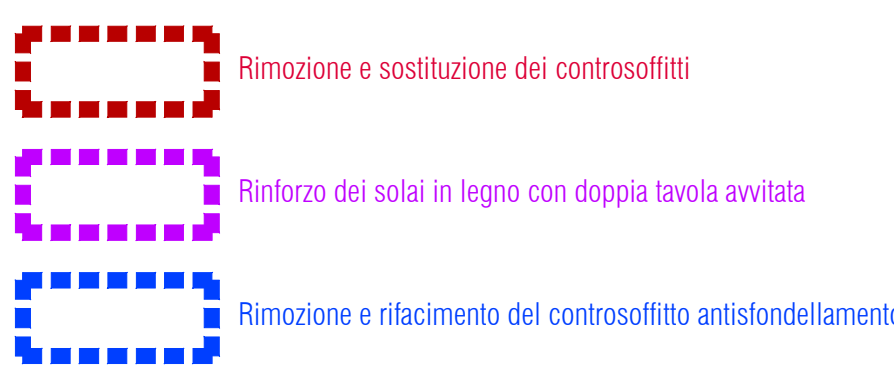 Rimozione e sostituzione dei controsoffitti
Rinforzo dei solai in legno con doppia tavola avvitata
Rimozione e rifacimento del controsoffitto antisfondellamento